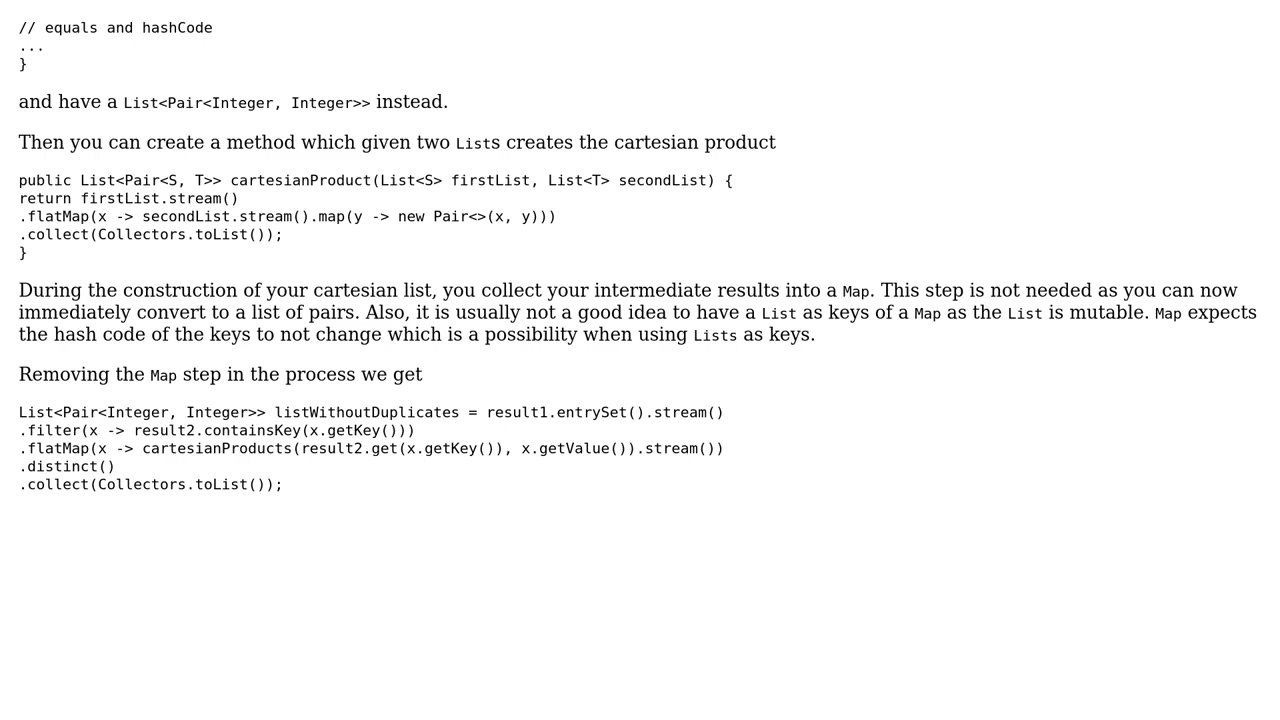 // equals and hashCode
...
}
and have a List<Pair<Integer, Integer>> instead.
Then you can create a method which given two Lists creates the cartesian product
public List<Pair<S, T>> cartesianProduct(List<S> firstList, List<T> secondList) {
return firstList.stream()
.flatMap(x -> secondList.stream().map(y -> new Pair<>(x, y)))
.collect(Collectors.toList());
}
During the construction of your cartesian list, you collect your intermediate results into a Map. This step is not needed as you can now
immediately convert to a list of pairs. Also, it is usually not a good idea to have a List as keys of a Map as the List is mutable. Map expects
the hash code of the keys to not change which is a possibility when using Lists as keys.
Removing the Map step in the process we get
List<Pair<Integer, Integer>> listWithoutDuplicates = result1.entrySet().stream()
.filter(x -> result2.containsKey(x.getKey()))
.flatMap(x -> cartesianProducts(result2.get(x.getKey()), x.getValue()).stream())
.distinct()
.collect(Collectors.toList());